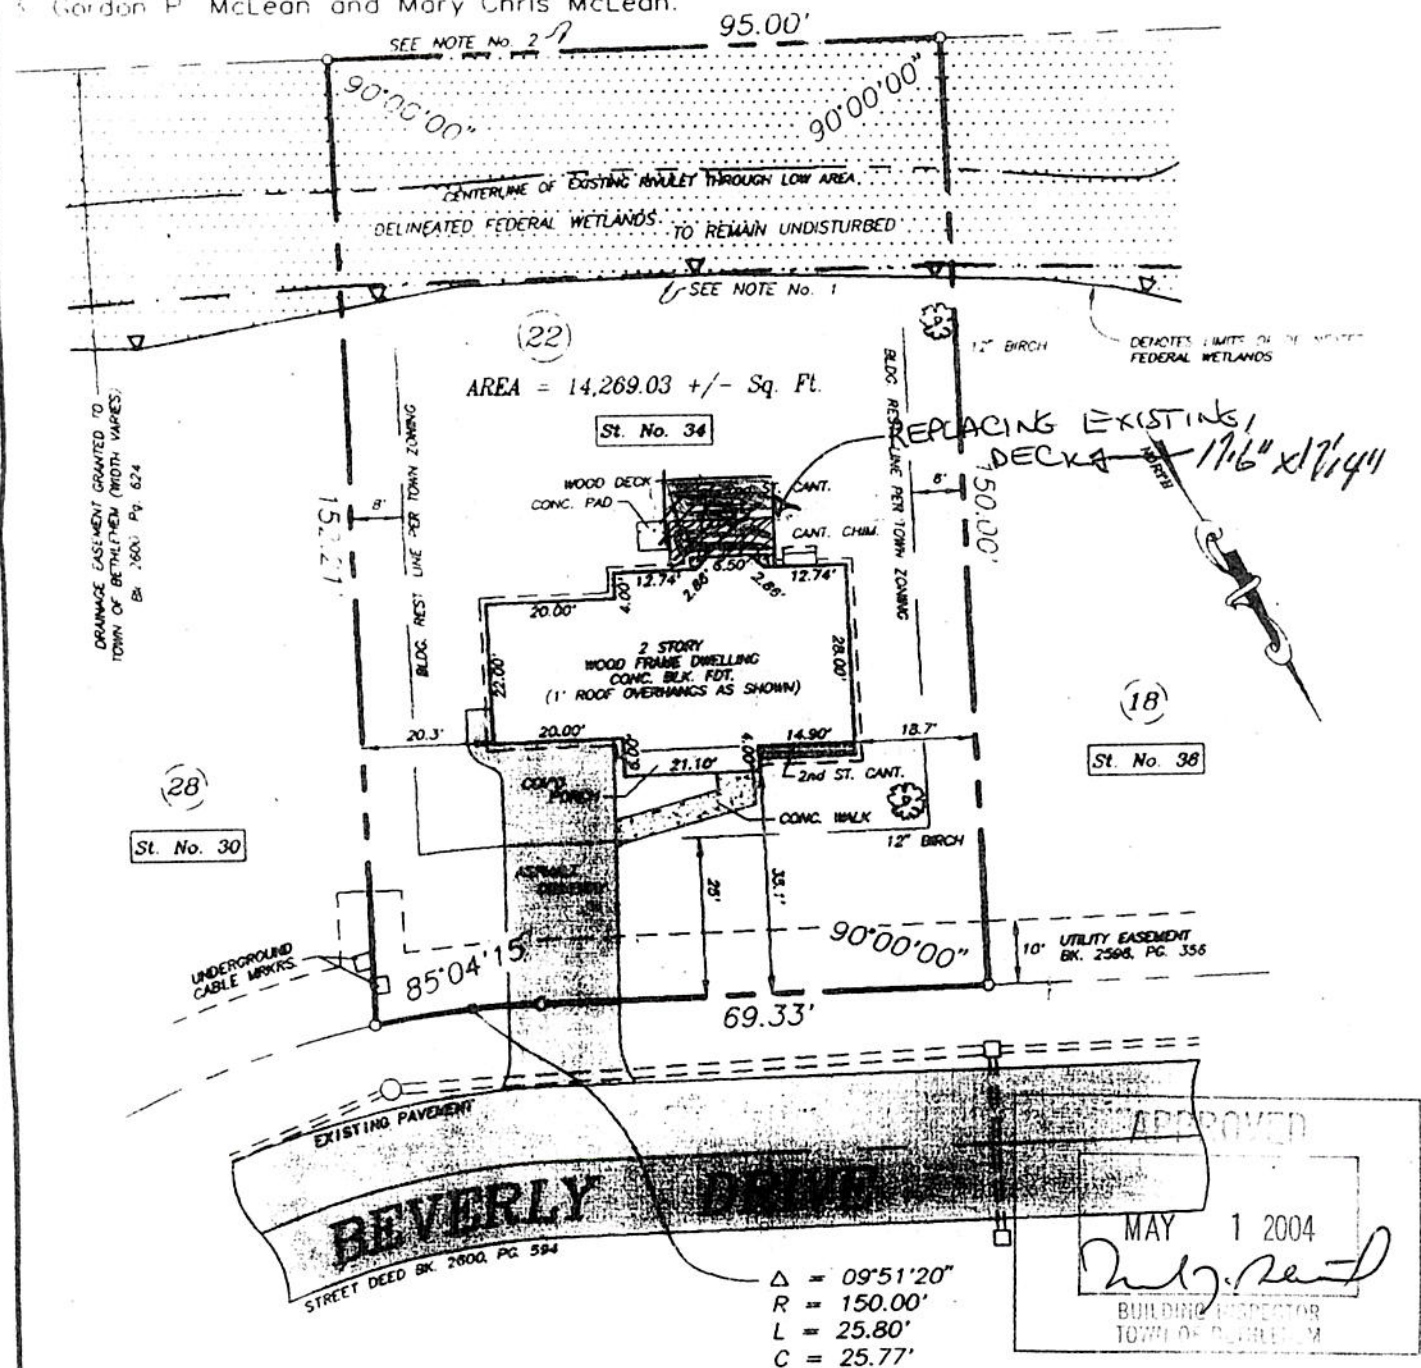 Gordon P. McLean and Mary Chris McLean.
SEE NOTE No. 2
95.00'
90°00'00"
90°00'00"
CENTERLINE OF EXISTING RIVULET THROUGH LOW AREA
DELINEATED FEDERAL WETLANDS TO REMAIN UNDISTURBED
SEE NOTE No. 1
22
12" BIRCH
DENOTES LIMITS OF
FEDERAL WETLANDS
AREA = 14,269.03 +/- Sq. Ft.
St. No. 34
REPLACING EXISTING
DECK
NORTH
DRAINAGE EASEMENT GRANTED TO
TOWN OF BETHLEHEM (WIDTH VARIES)
Bk. 2600 Pg. 624
152.21'
8'
BLDG. REST LINE PER TOWN ZONING
BLDG. REST LINE PER TOWN ZONING
8'
150.00'
WOOD DECK
CONC. PAD
CANT.
CANT. CHIM.
12.74'
2.88'
6.50'
2.88'
12.74'
20.00'
4.00'
22.00'
2 STORY
WOOD FRAME DWELLING
CONC. BLK. FDT.
(1' ROOF OVERHANGS AS SHOWN)
28.00'
20.3'
20.00'
6.00'
21.10'
4.00'
14.90'
18.7'
2nd ST. CANT.
COV'D
PORCH
CONC. WALK
12" BIRCH
28
St. No. 30
18
St. No. 38
ASPHALT
DRIVEWAY
25'
35.1'
UNDERGROUND
CABLE MRKRS.
85°04'15"
90°00'00"
10'
UTILITY EASEMENT
BK. 2598, PG. 356
69.33'
EXISTING PAVEMENT
BEVERLY DRIVE
STREET DEED BK. 2600, PG. 594
Δ = 09°51'20"
R = 150.00'
L = 25.80'
C = 25.77'
APPROVED
MAY 1 2004
BUILDING INSPECTOR
TOWN OF BETHLEHEM